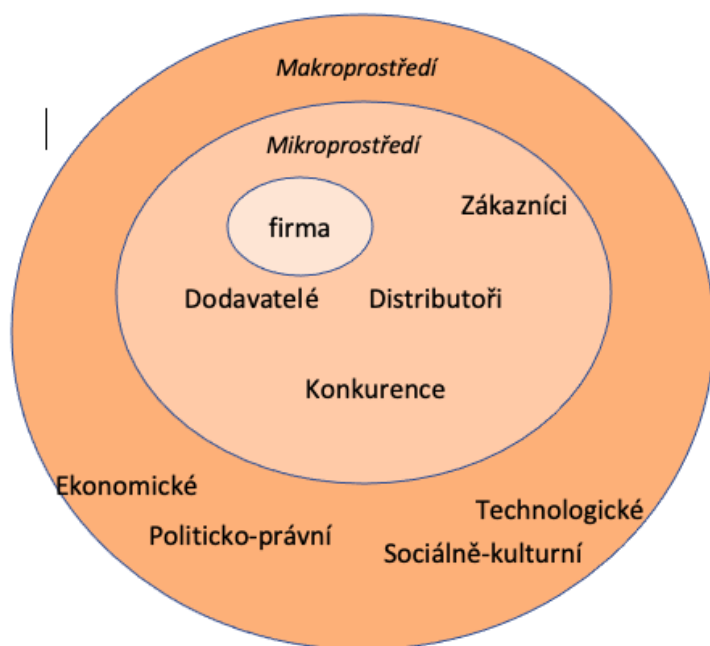 Makroprostředí
Mikroprostředí
Zákazníci
firma
Dodavatelé
Distributoři
Konkurence
Ekonomické
Technologické
Politicko-právní
Sociálně-kulturní